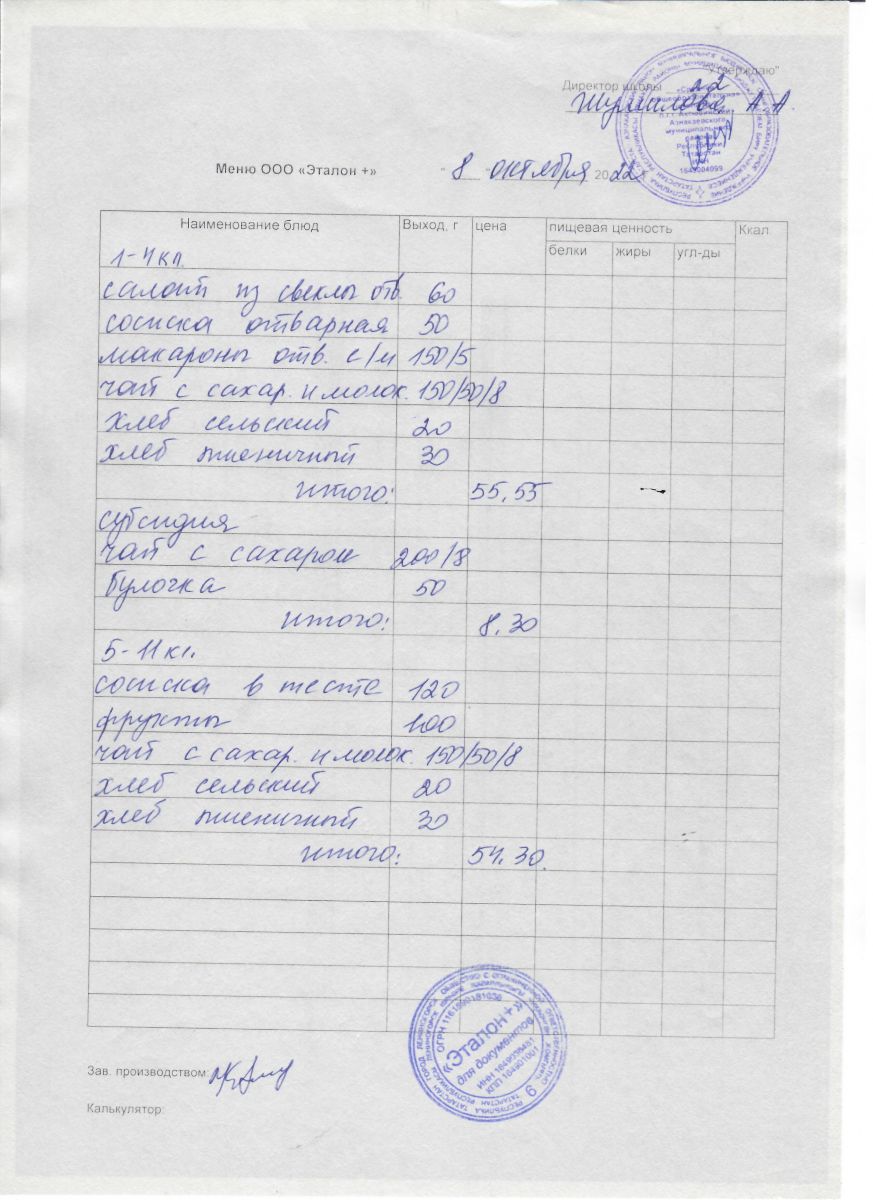 "Утверждаю"
Директор школы 22
А А
Меню ООО «Эталон +» " 8 " октября 2022
Наименование блюд Выход, г цена пищевая ценность Ккал
белки жиры угл-ды
1-4 кл.
салат из свеклы отв. 60
сосиска отварная 50
макароны отв. с/м 150/5
чай с сахар. и молок. 150/50/8
хлеб сельский 20
хлеб пшеничный 30
итого: 55.55
субсидия
чай с сахаром 200/8
булочка 50
итого: 8.30
5-11 кл.
сосиска в тесте 120
фрукты 100
чай с сахар. и молок. 150/50/8
хлеб сельский 20
хлеб пшеничный 30
итого: 54.30.
«Эталон+»
для документов
Зав. производством:
Калькулятор: